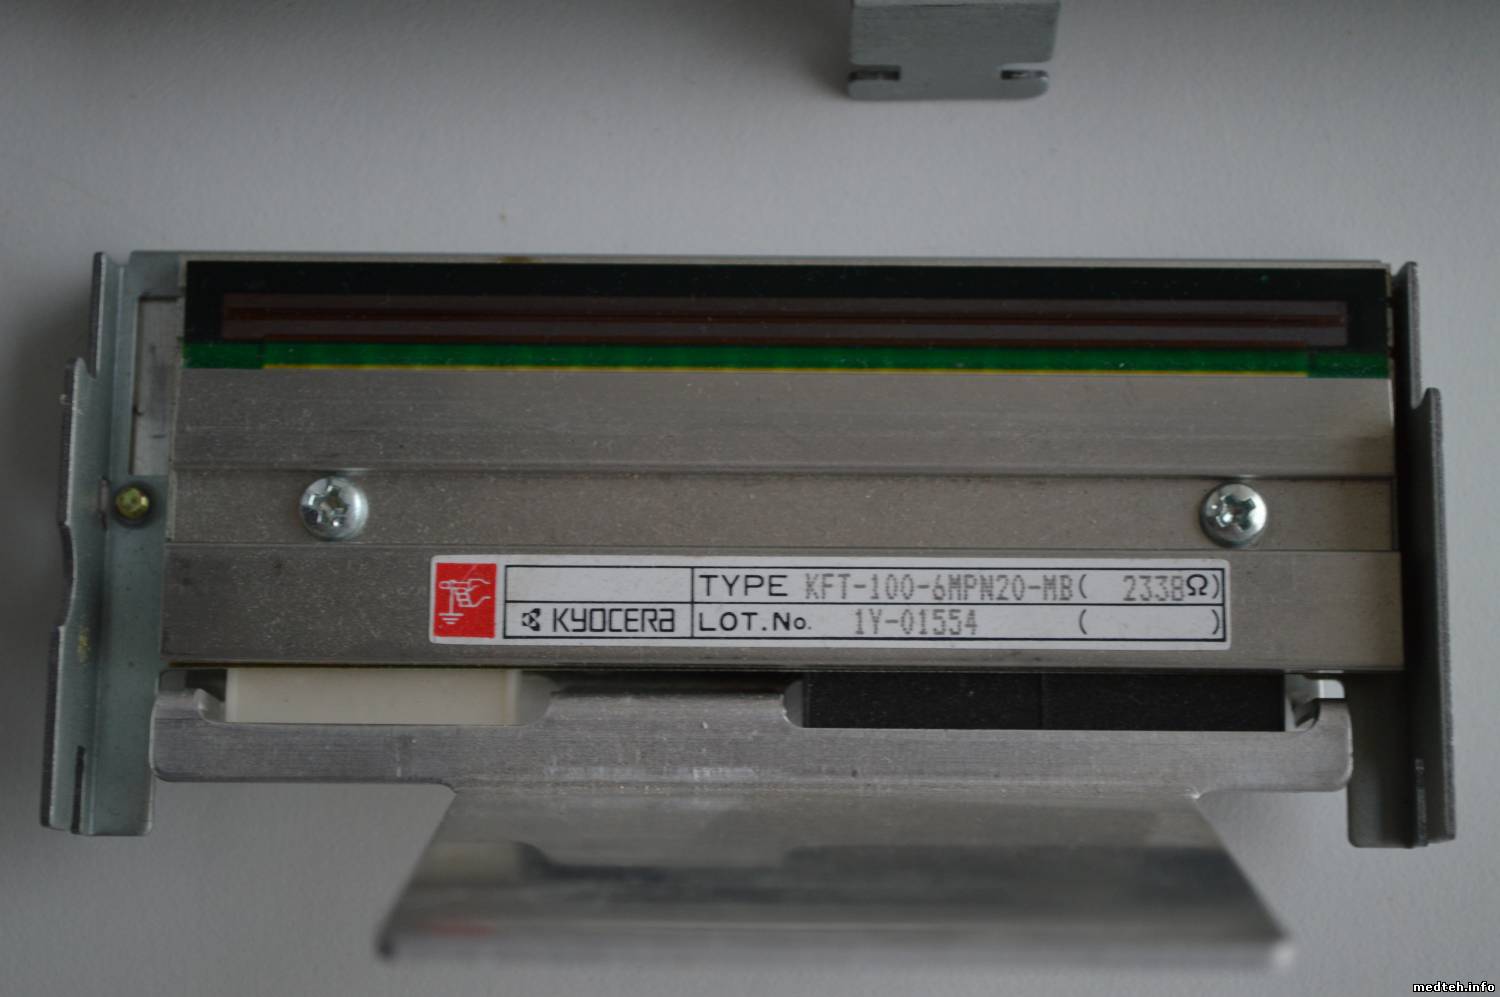 TYPE KFT-100-6MPN20-MB( 2338Ω)
KYOCERA LOT.No. 1Y-01554 ( )
medteh.info